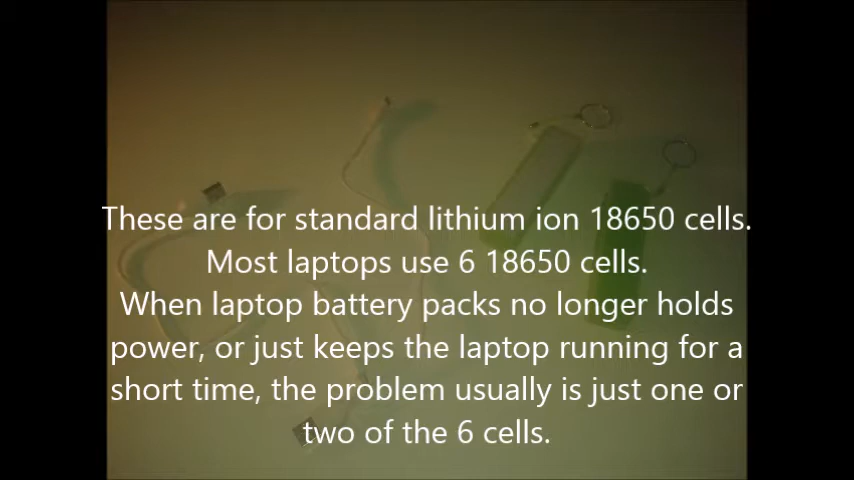 These are for standard lithium ion 18650 cells.
Most laptops use 6 18650 cells.
When laptop battery packs no longer holds
power, or just keeps the laptop running for a
short time, the problem usually is just one or
two of the 6 cells.